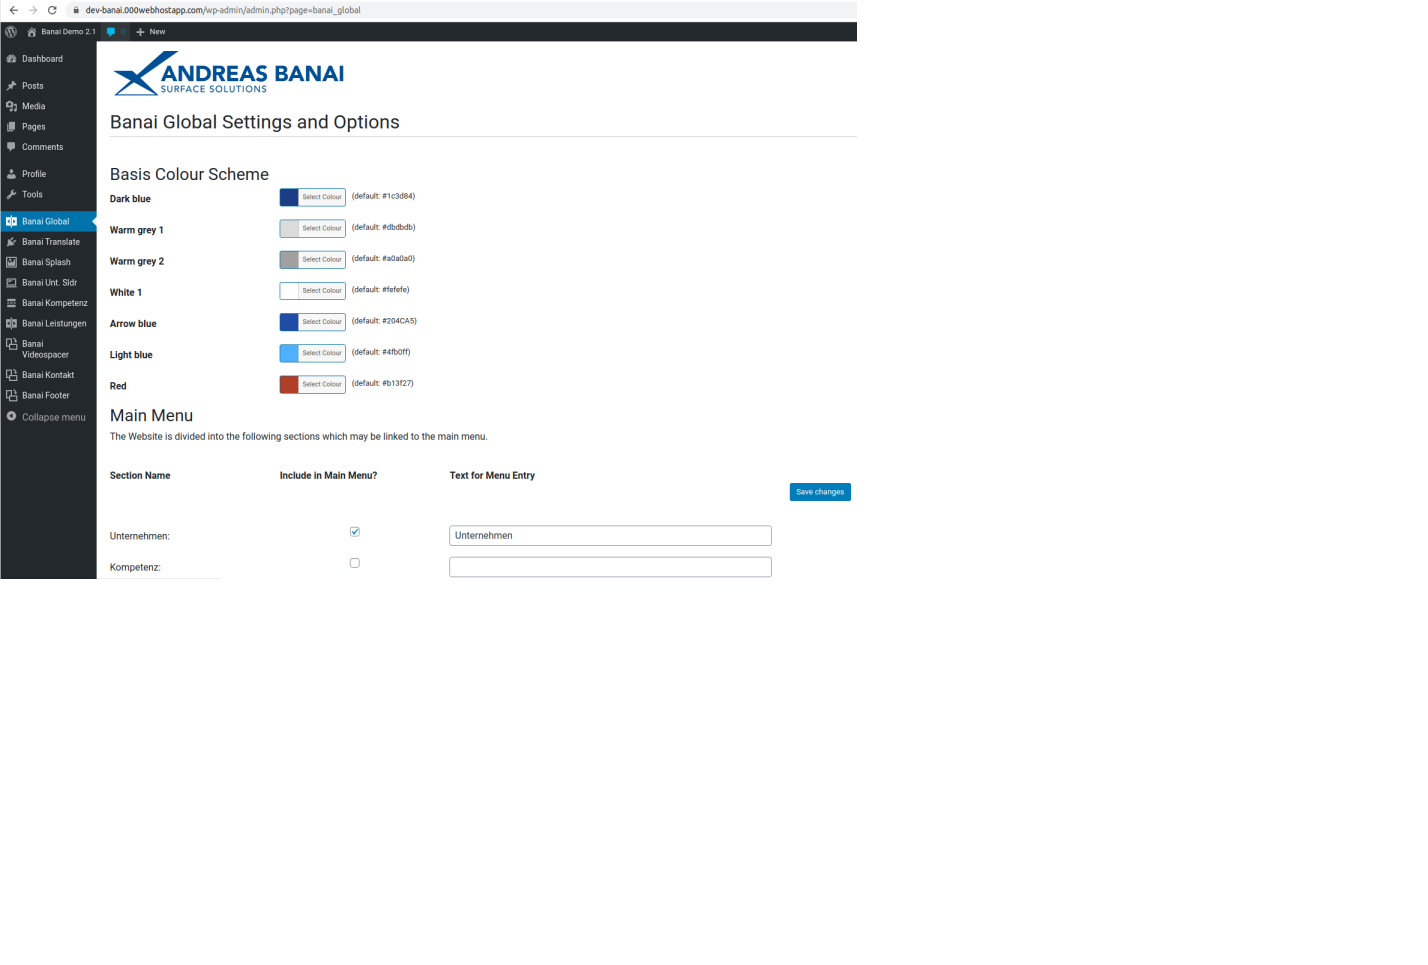 dev-banai.000webhostapp.com/wp-admin/admin.php?page=banai_global
Banai Demo 2.1
0
New
Dashboard
Posts
Media
Pages
Comments
Profile
Tools
Banai Global
Banai Translate
Banai Splash
Banai Unt. Sldr
Banai Kompetenz
Banai Leistungen
Banai
Videospacer
Banai Kontakt
Banai Footer
Collapse menu
ANDREAS BANAI
SURFACE SOLUTIONS
Banai Global Settings and Options
Basis Colour Scheme
Dark blue Select Colour (default: #1c3d84)
Warm grey 1 Select Colour (default: #dbdbdb)
Warm grey 2 Select Colour (default: #a0a0a0)
White 1 Select Colour (default: #fefefe)
Arrow blue Select Colour (default: #204CA5)
Light blue Select Colour (default: #4fb0ff)
Red Select Colour (default: #b13f27)
Main Menu
The Website is divided into the following sections which may be linked to the main menu.
Section Name Include in Main Menu? Text for Menu Entry
Save changes
Unternehmen: Unternehmen
Kompetenz: